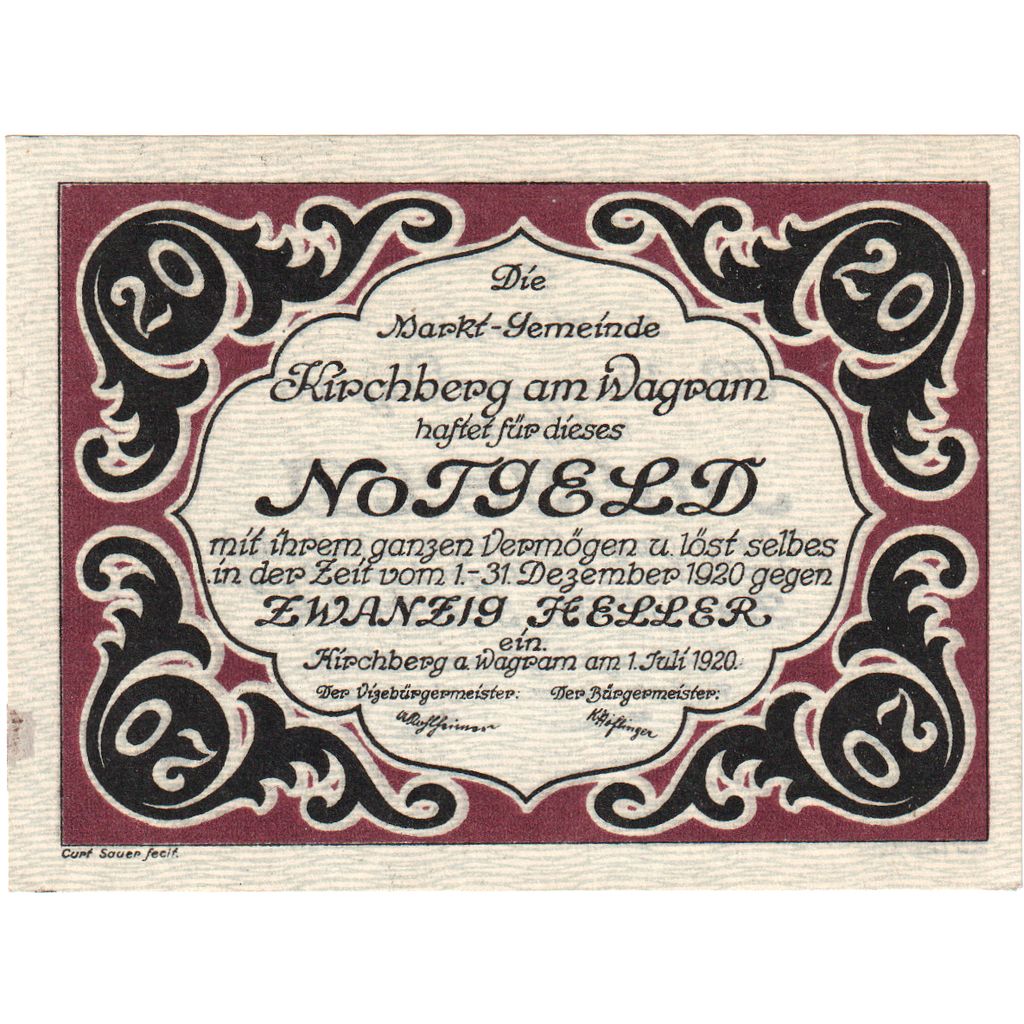 20
20
Die
Markt-Gemeinde
Kirchberg am Wagram
haftet für dieses
NOTGELD
mit ihrem ganzen Vermögen u. löst selbes
in der Zeit vom 1.-31. Dezember 1920 gegen
ZWANZIG HELLER
ein.
Kirchberg a. Wagram am 1. Juli 1920.
Der Vizebürgermeister: Der Bürgermeister:
20
20
Curt Sauer fecit.